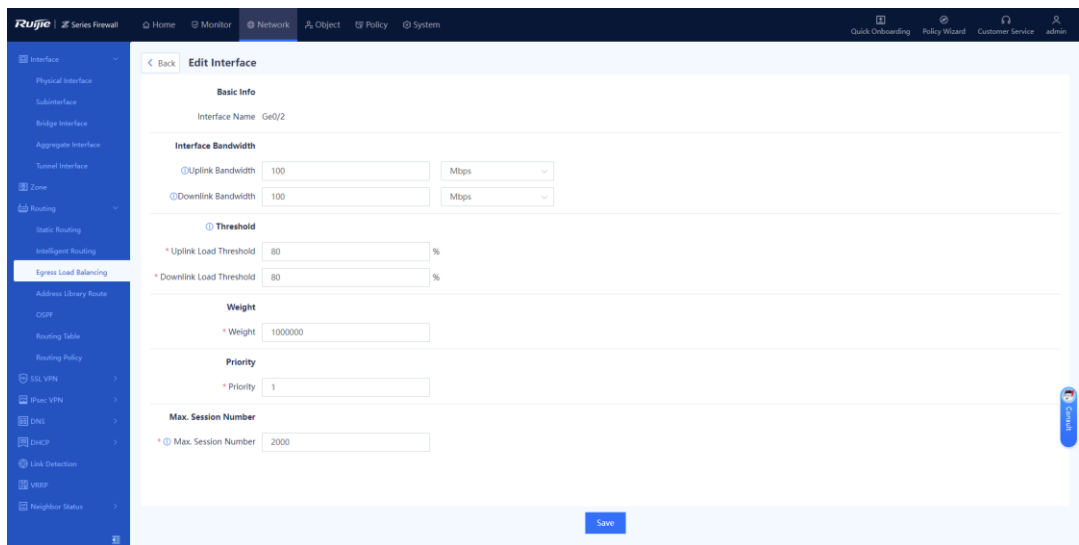 Ruijie Z Series Firewall Home Monitor Network Object Policy System Quick Onboarding Policy Wizard Customer Service admin
Interface
Physical Interface
Subinterface
Bridge Interface
Aggregate Interface
Tunnel Interface
Zone
Routing
Static Routing
Intelligent Routing
Egress Load Balancing
Address Library Route
OSPF
Routing Table
Routing Policy
SSL VPN
IPsec VPN
DNS
DHCP
Link Detection
VRRP
Neighbor Status
Back Edit Interface
Basic Info
Interface Name Ge0/2
Interface Bandwidth
Uplink Bandwidth 100 Mbps
Downlink Bandwidth 100 Mbps
Threshold
* Uplink Load Threshold 80 %
* Downlink Load Threshold 80 %
Weight
* Weight 1000000
Priority
* Priority 1
Max. Session Number
* Max. Session Number 2000
Save
Consult